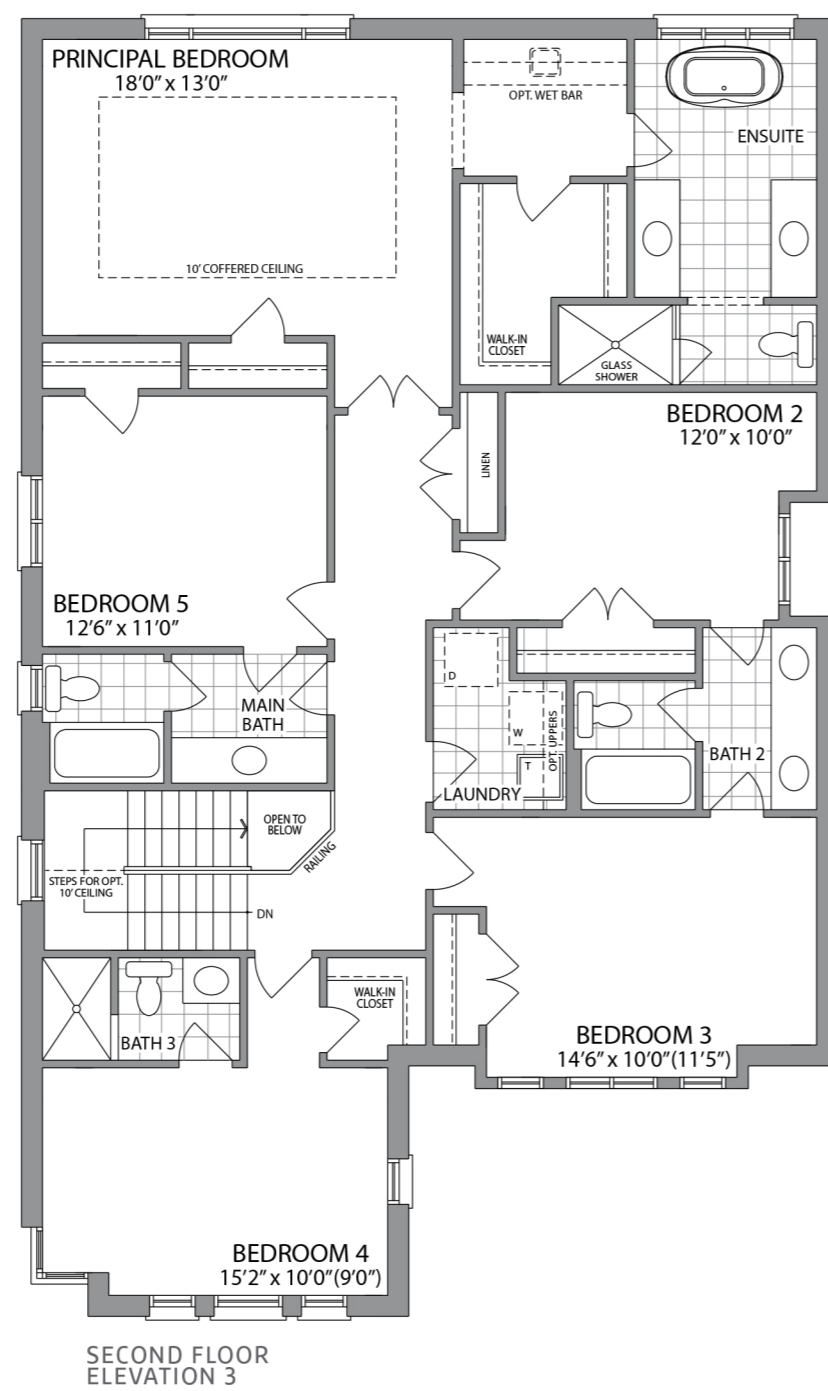 PRINCIPAL BEDROOM
18’0” x 13’0”
OPT. WET BAR
ENSUITE
10’ COFFERED CEILING
WALK-IN
CLOSET
GLASS
SHOWER
BEDROOM 2
12’0” x 10’0”
LINEN
BEDROOM 5
12’6” x 11’0”
MAIN
BATH
D
W
OPT. UPPERS
T
LAUNDRY
BATH 2
OPEN TO
BELOW
RAILING
STEPS FOR OPT.
10’ CEILING
DN
WALK-IN
CLOSET
BATH 3
BEDROOM 3
14’6” x 10’0”(11’5”)
BEDROOM 4
15’2” x 10’0”(9’0”)
SECOND FLOOR
ELEVATION 3